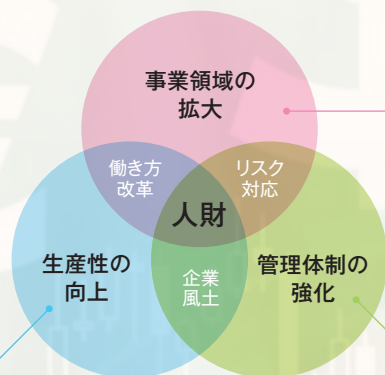 事業領域の
拡大
働き方
改革
リスク
対応
人財
生産性の
向上
企業
風土
管理体制の
強化